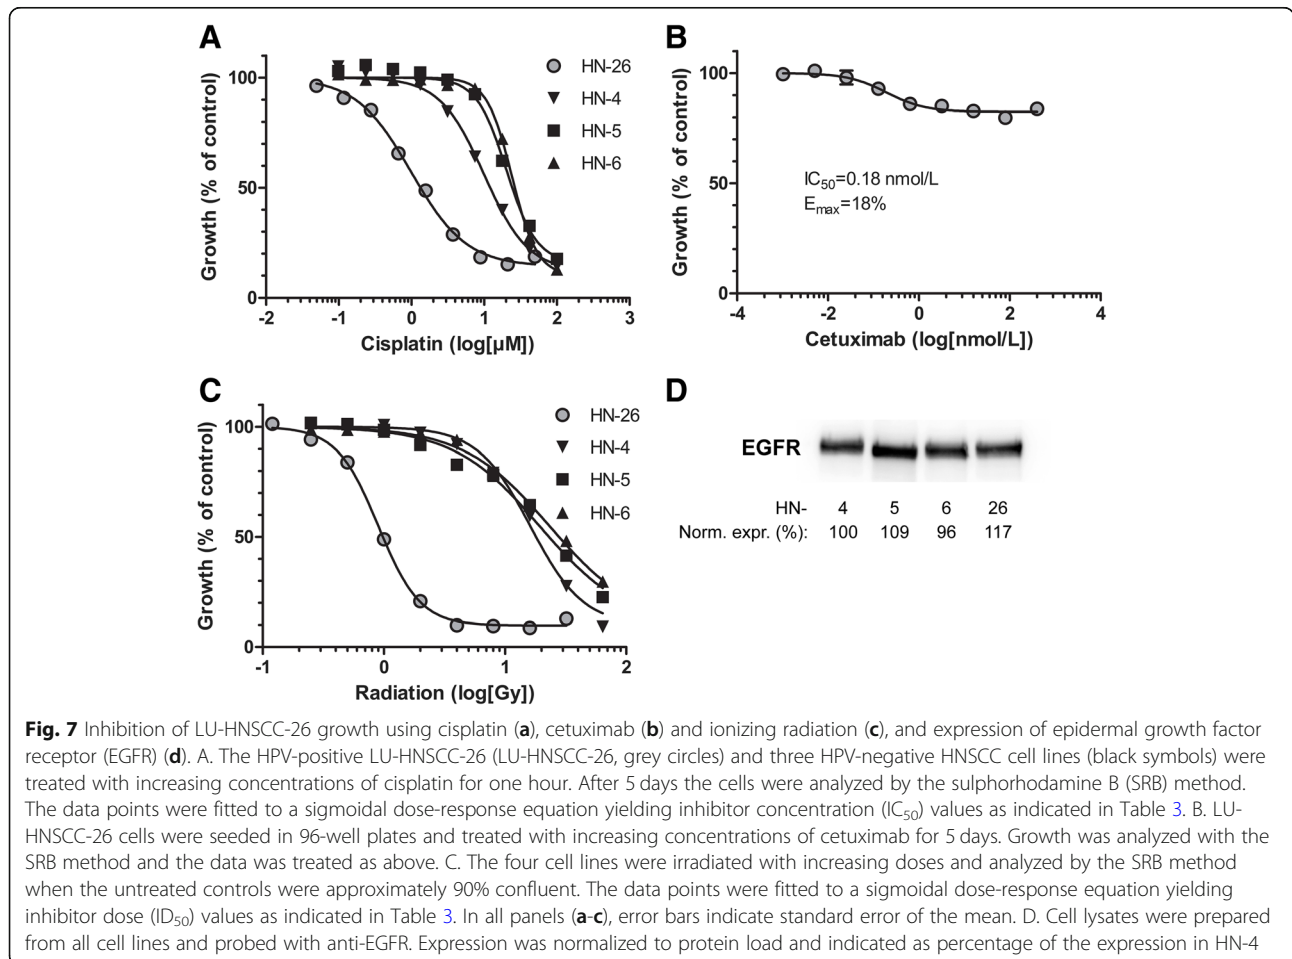 A
Growth (% of control)
100
50
0
-2 -1 0 1 2 3
Cisplatin (log[µM])
HN-26
HN-4
HN-5
HN-6
B
Growth (% of control)
100
50
0
IC50=0.18 nmol/L
Emax=18%
-4 -2 0 2 4
Cetuximab (log[nmol/L])
C
Growth (% of control)
100
50
0
-1 0 1 2
Radiation (log[Gy])
HN-26
HN-4
HN-5
HN-6
D
EGFR
HN- 4 5 6 26
Norm. expr. (%): 100 109 96 117
Fig. 7 Inhibition of LU-HNSCC-26 growth using cisplatin (a), cetuximab (b) and ionizing radiation (c), and expression of epidermal growth factor
receptor (EGFR) (d). A. The HPV-positive LU-HNSCC-26 (LU-HNSCC-26, grey circles) and three HPV-negative HNSCC cell lines (black symbols) were
treated with increasing concentrations of cisplatin for one hour. After 5 days the cells were analyzed by the sulphorhodamine B (SRB) method.
The data points were fitted to a sigmoidal dose-response equation yielding inhibitor concentration (IC50) values as indicated in Table 3. B. LU-
HNSCC-26 cells were seeded in 96-well plates and treated with increasing concentrations of cetuximab for 5 days. Growth was analyzed with the
SRB method and the data was treated as above. C. The four cell lines were irradiated with increasing doses and analyzed by the SRB method
when the untreated controls were approximately 90% confluent. The data points were fitted to a sigmoidal dose-response equation yielding
inhibitor dose (ID50) values as indicated in Table 3. In all panels (a-c), error bars indicate standard error of the mean. D. Cell lysates were prepared
from all cell lines and probed with anti-EGFR. Expression was normalized to protein load and indicated as percentage of the expression in HN-4